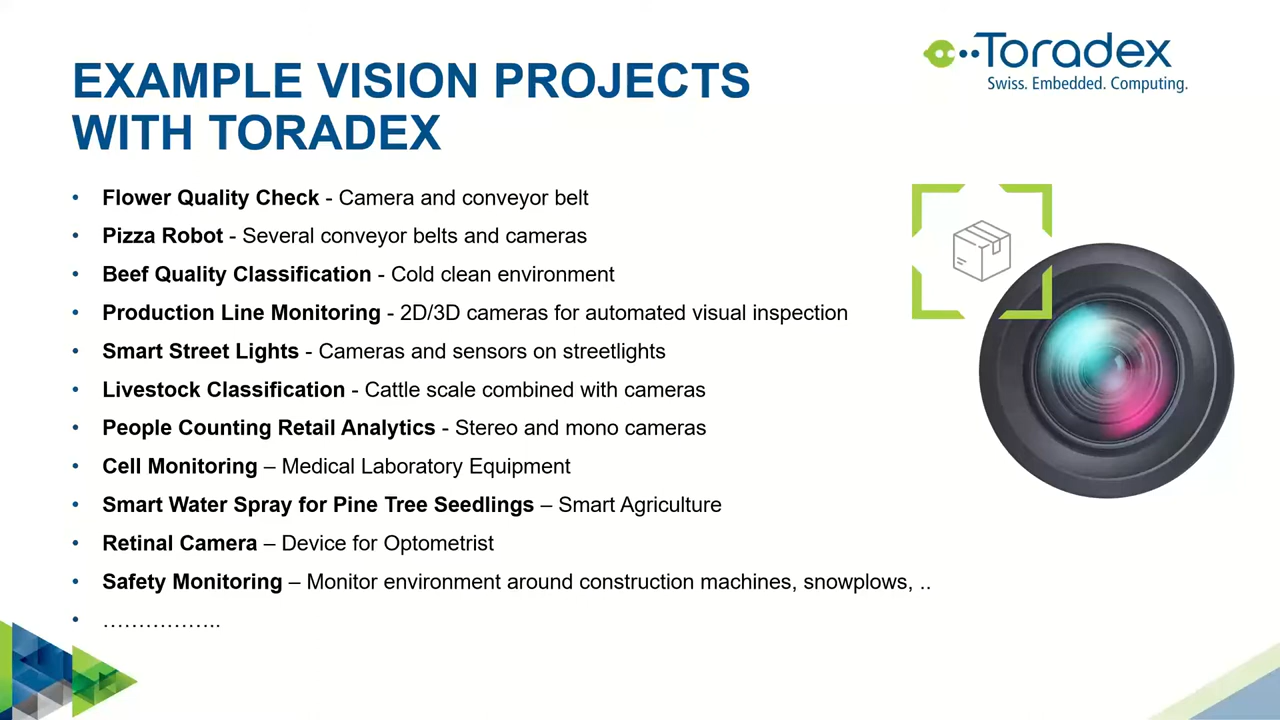 Toradex
Swiss. Embedded. Computing.
EXAMPLE VISION PROJECTS
WITH TORADEX
• Flower Quality Check - Camera and conveyor belt
• Pizza Robot - Several conveyor belts and cameras
• Beef Quality Classification - Cold clean environment
• Production Line Monitoring - 2D/3D cameras for automated visual inspection
• Smart Street Lights - Cameras and sensors on streetlights
• Livestock Classification - Cattle scale combined with cameras
• People Counting Retail Analytics - Stereo and mono cameras
• Cell Monitoring – Medical Laboratory Equipment
• Smart Water Spray for Pine Tree Seedlings – Smart Agriculture
• Retinal Camera – Device for Optometrist
• Safety Monitoring – Monitor environment around construction machines, snowplows, ..
• ……………..